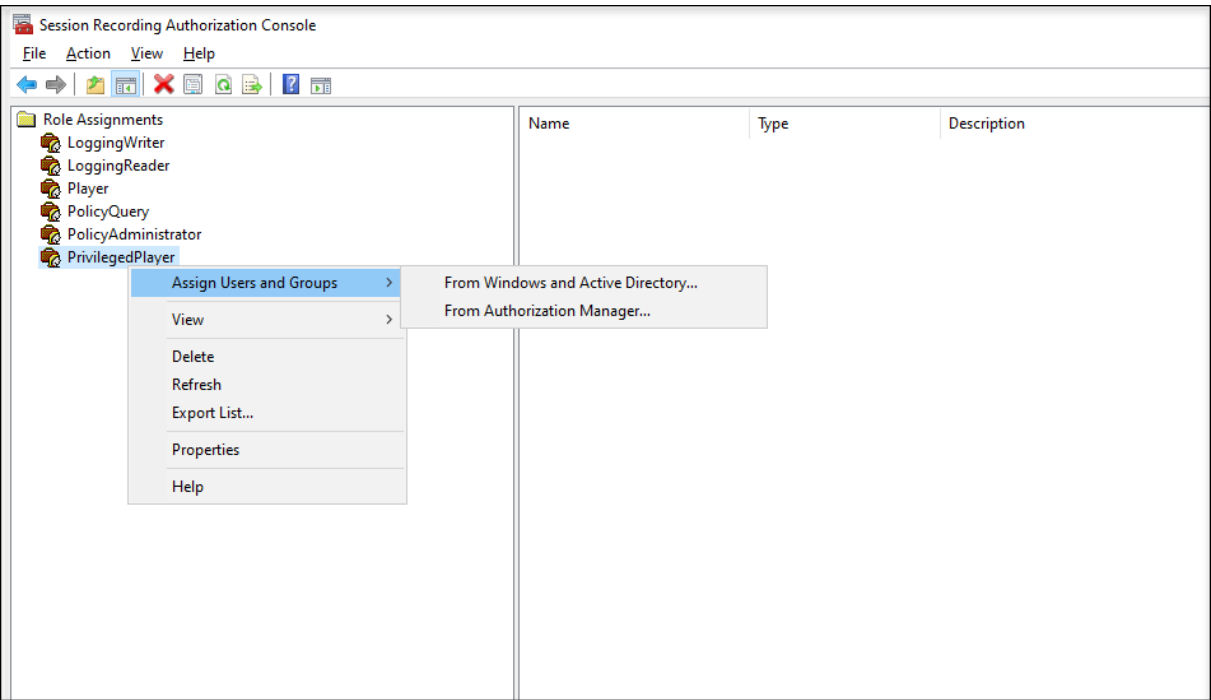 Session Recording Authorization Console
File Action View Help
Role Assignments
LoggingWriter
LoggingReader
Player
PolicyQuery
PolicyAdministrator
PrivilegedPlayer
Name Type Description
Assign Users and Groups
View
Delete
Refresh
Export List...
Properties
Help
From Windows and Active Directory...
From Authorization Manager...